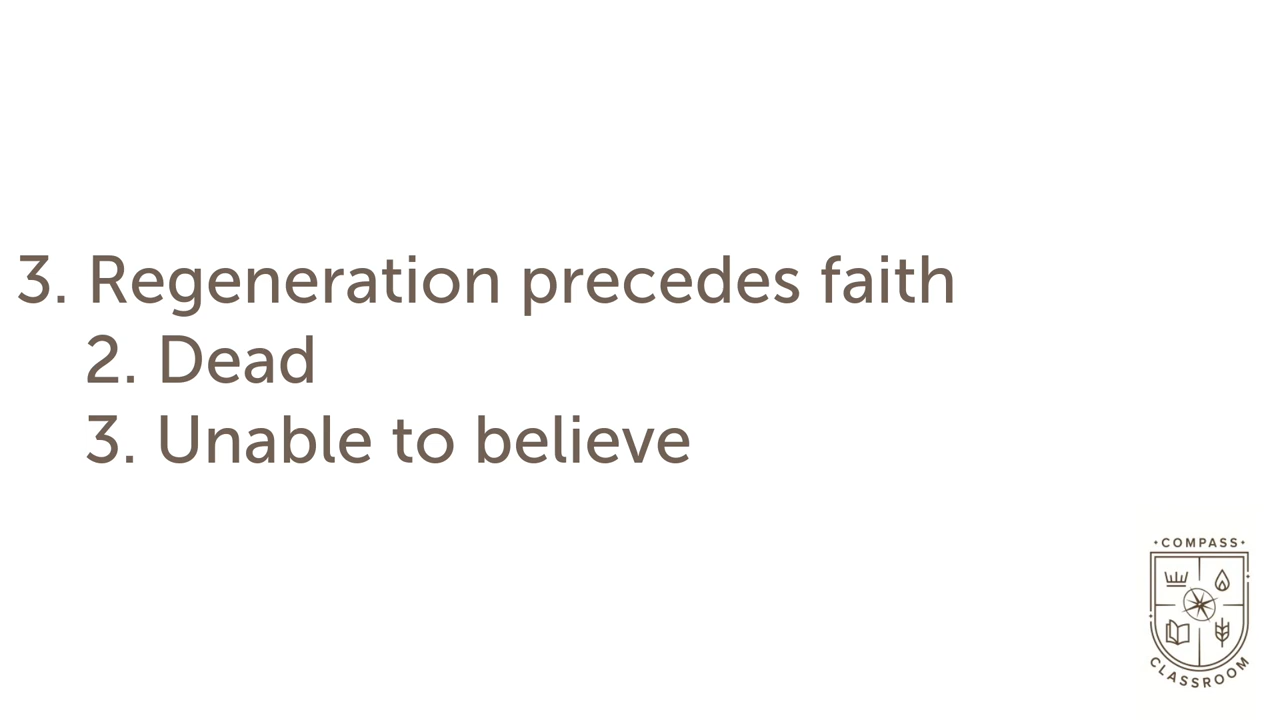 3. Regeneration precedes faith
2. Dead
3. Unable to believe
•COMPASS•
CLASSROOM